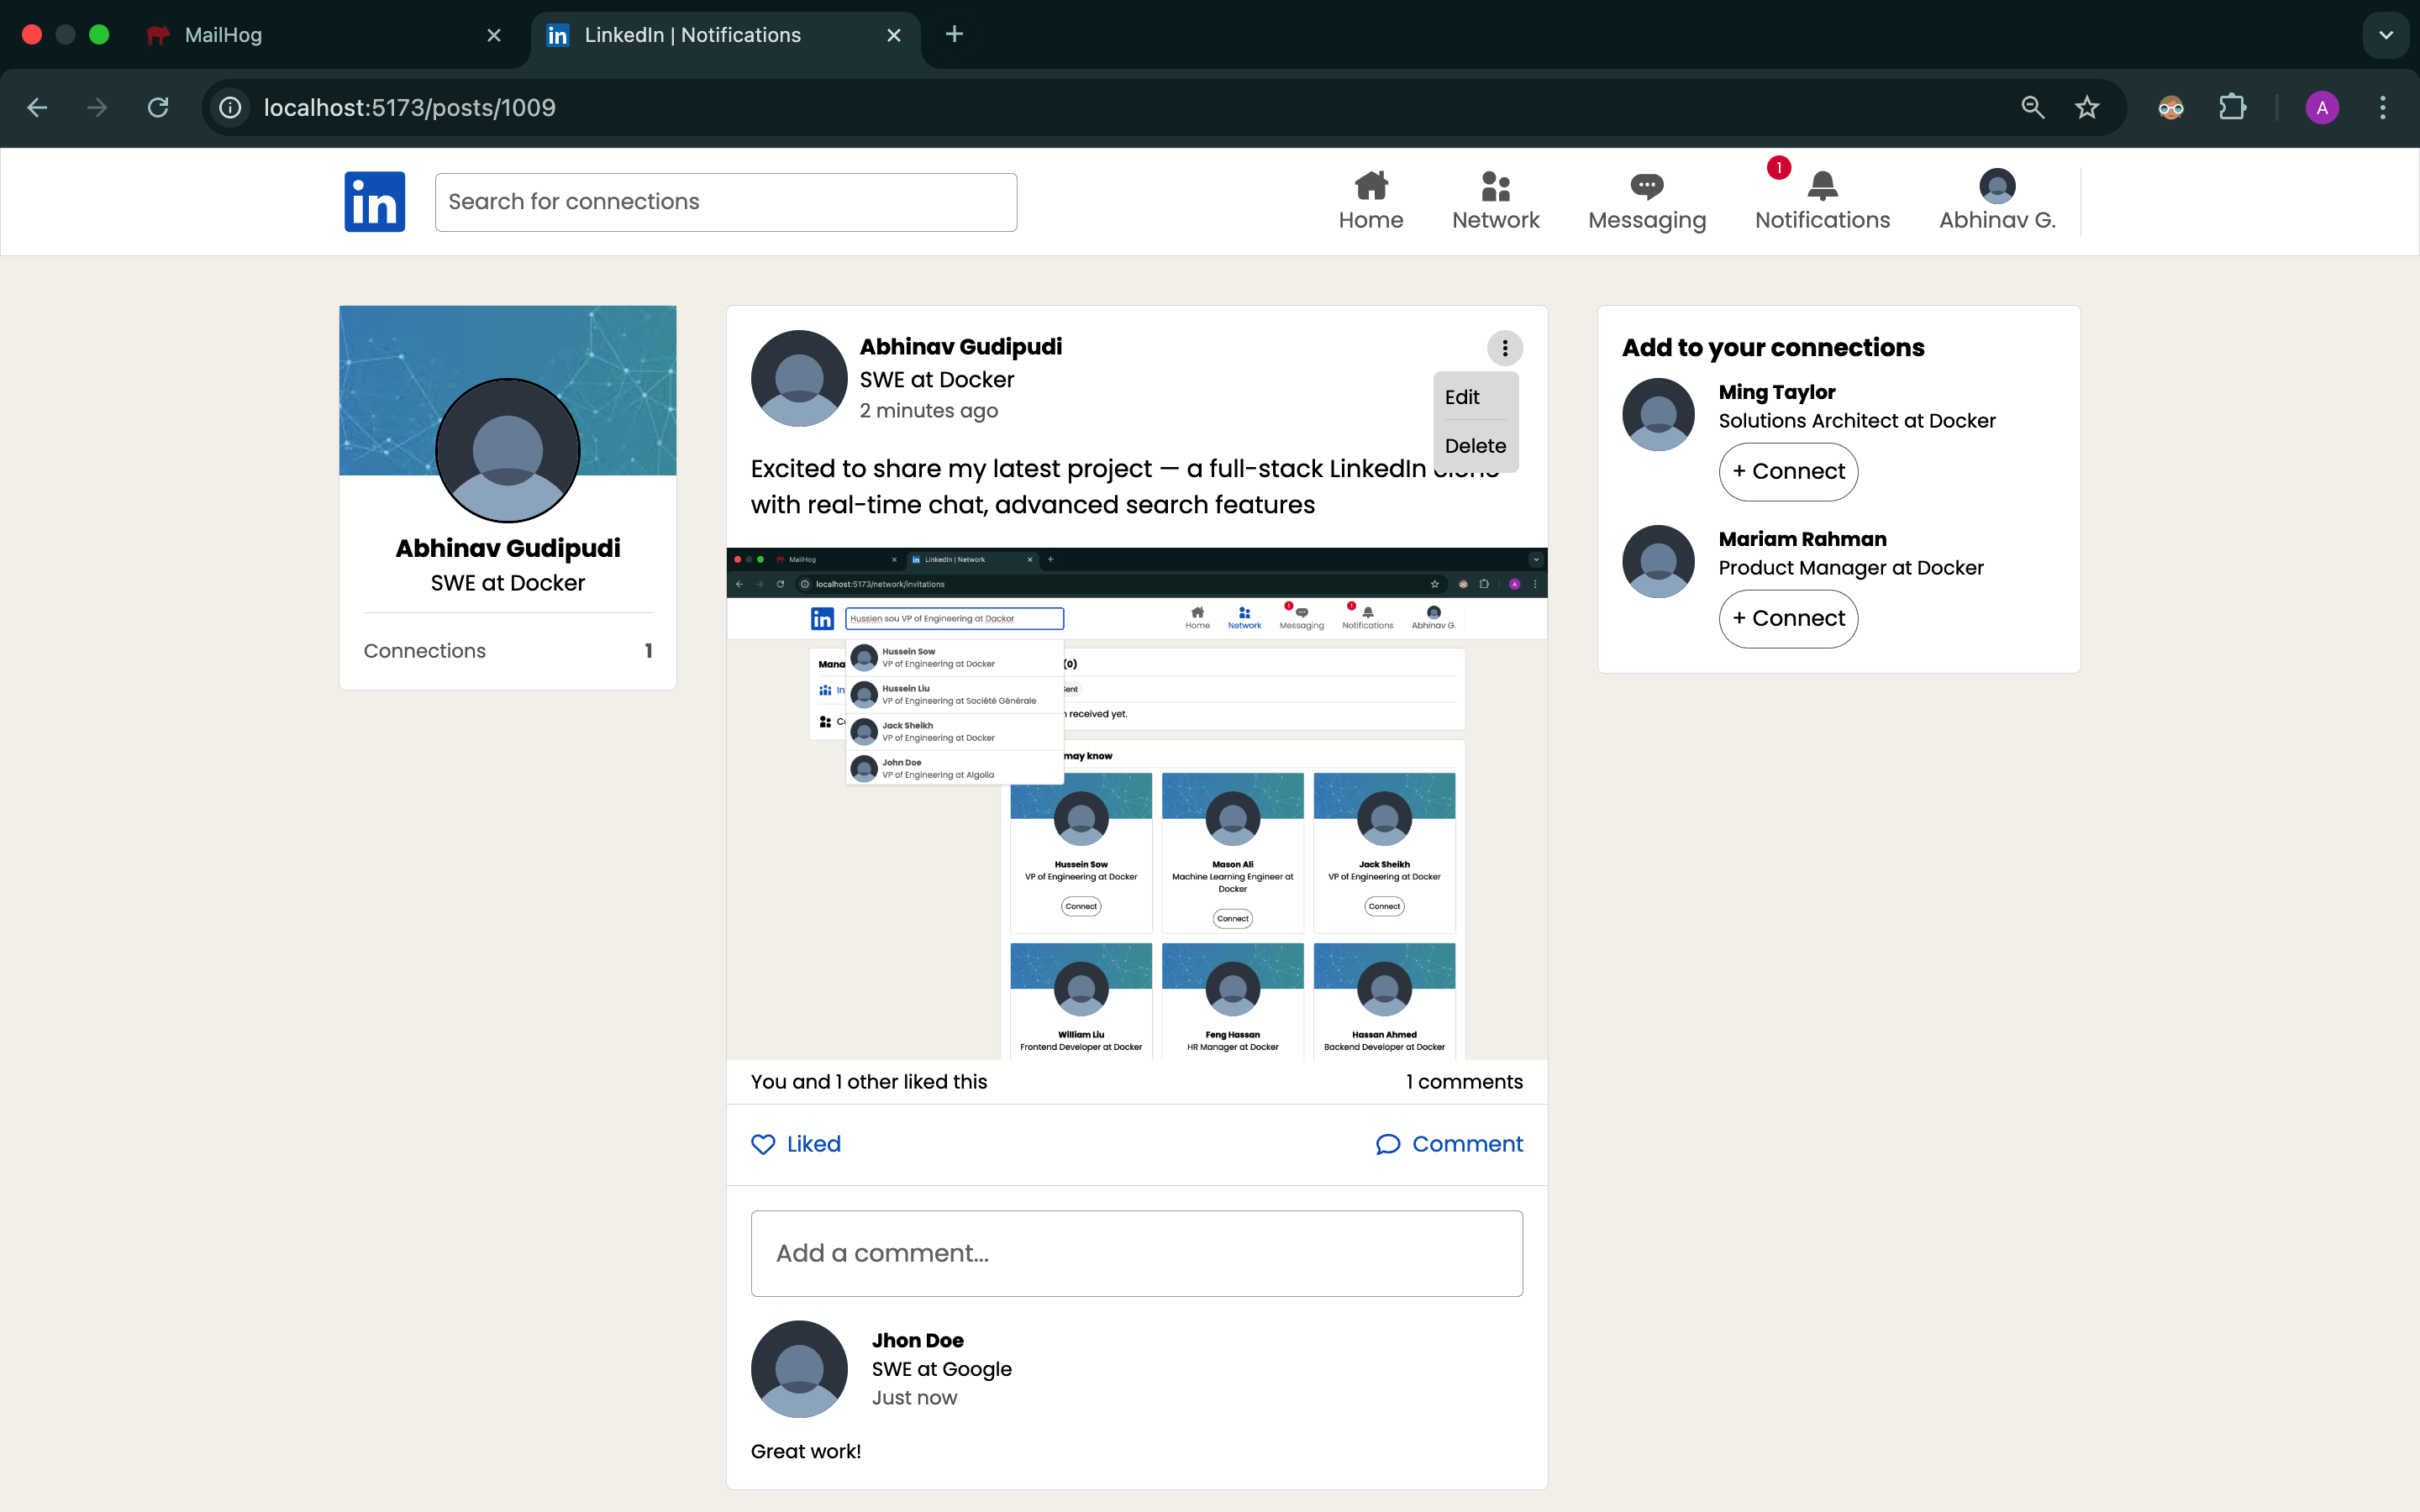 MailHog
in LinkedIn | Notifications
localhost:5173/posts/1009
A
in
Search for connections
Home
Network
Messaging
1
Notifications
Abhinav G.
Abhinav Gudipudi
SWE at Docker
Connections 1
Abhinav Gudipudi
SWE at Docker
2 minutes ago
Edit
Delete
Excited to share my latest project — a full-stack LinkedIn clone
with real-time chat, advanced search features
MailHog
in LinkedIn | Network
localhost:5173/network/invitations
A
in
Hussien sou VP of Engineering at Dackor
Home
Network
1
Messaging
1
Notifications
Abhinav G.
Hussein Sow
VP of Engineering at Docker
Hussein Liu
VP of Engineering at Société Générale
Jack Sheikh
VP of Engineering at Docker
John Doe
VP of Engineering at Algolia
Mana
In
(0)
received yet.
may know
Hussein Sow
VP of Engineering at Docker
Connect
Mason Ali
Machine Learning Engineer at
Docker
Connect
Jack Sheikh
VP of Engineering at Docker
Connect
William Liu
Frontend Developer at Docker
Feng Hassan
HR Manager at Docker
Hassan Ahmed
Backend Developer at Docker
You and 1 other liked this 1 comments
Liked Comment
Add a comment...
Jhon Doe
SWE at Google
Just now
Great work!
Add to your connections
Ming Taylor
Solutions Architect at Docker
+ Connect
Mariam Rahman
Product Manager at Docker
+ Connect